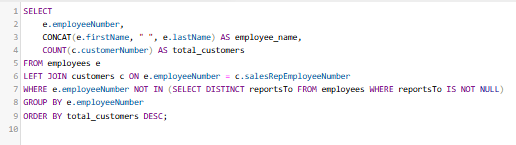 1 SELECT
2 e.employeeNumber,
3 CONCAT(e.firstName, " ", e.lastName) AS employee_name,
4 COUNT(c.customerNumber) AS total_customers
5 FROM employees e
6 LEFT JOIN customers c ON e.employeeNumber = c.salesRepEmployeeNumber
7 WHERE e.employeeNumber NOT IN (SELECT DISTINCT reportsTo FROM employees WHERE reportsTo IS NOT NULL)
8 GROUP BY e.employeeNumber
9 ORDER BY total_customers DESC;
10